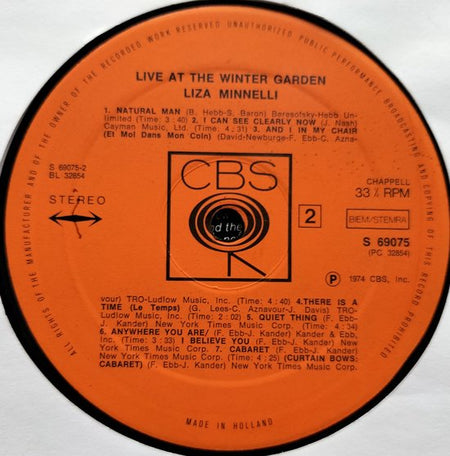 ALL RIGHTS OF THE MANUFACTURER AND OF THE OWNER OF THE RECORDED WORK RESERVED UNAUTHORIZED PUBLIC PERFORMANCE BROADCASTING AND COPYING OF THIS RECORD PROHIBITED
LIVE AT THE WINTER GARDEN
LIZA MINNELLI
1. NATURAL MAN (B. Hebb-S. Baron) Beresofsky-Hebb Un-
limited (Time: 3:40) 2. I CAN SEE CLEARLY NOW (J. Nash)
Cayman Music, Ltd. (Time: 4:31) 3. AND I IN MY CHAIR
(Et Moi Dans Mon Coin) (David-Newburge-F. Ebb-C. Azna-
S 69075-2
BL 32854
STEREO
CBS
CHAPPELL
33⅓ RPM
2
BIEM/STEMRA
S 69075
(PC 32854)
℗ 1974 CBS, Inc.
nd the
vour) TRO-Ludlow Music, Inc. (Time: 4:40) 4.THERE IS A
TIME (Le Temps) (G. Lees-C. Aznavour-J. Davis) TRO-
Ludlow Music, Inc. (Time: 2:02) 5. QUIET THING (F. Ebb-
J. Kander) New York Times Music Corp. (Time: 4:34)
6. ANYWHERE YOU ARE/ (F. Ebb-J. Kander) Kander & Ebb,
Inc. (Time: 3:03) I BELIEVE YOU (F. Ebb-J. Kander) New
York Times Music Corp. 7. CABARET (F. Ebb-J. Kander)
New York Times Music Corp. (Time: 4:25) (CURTAIN BOWS:
CABARET) (F. Ebb-J. Kander) New York Times Music Corp.
MADE IN HOLLAND